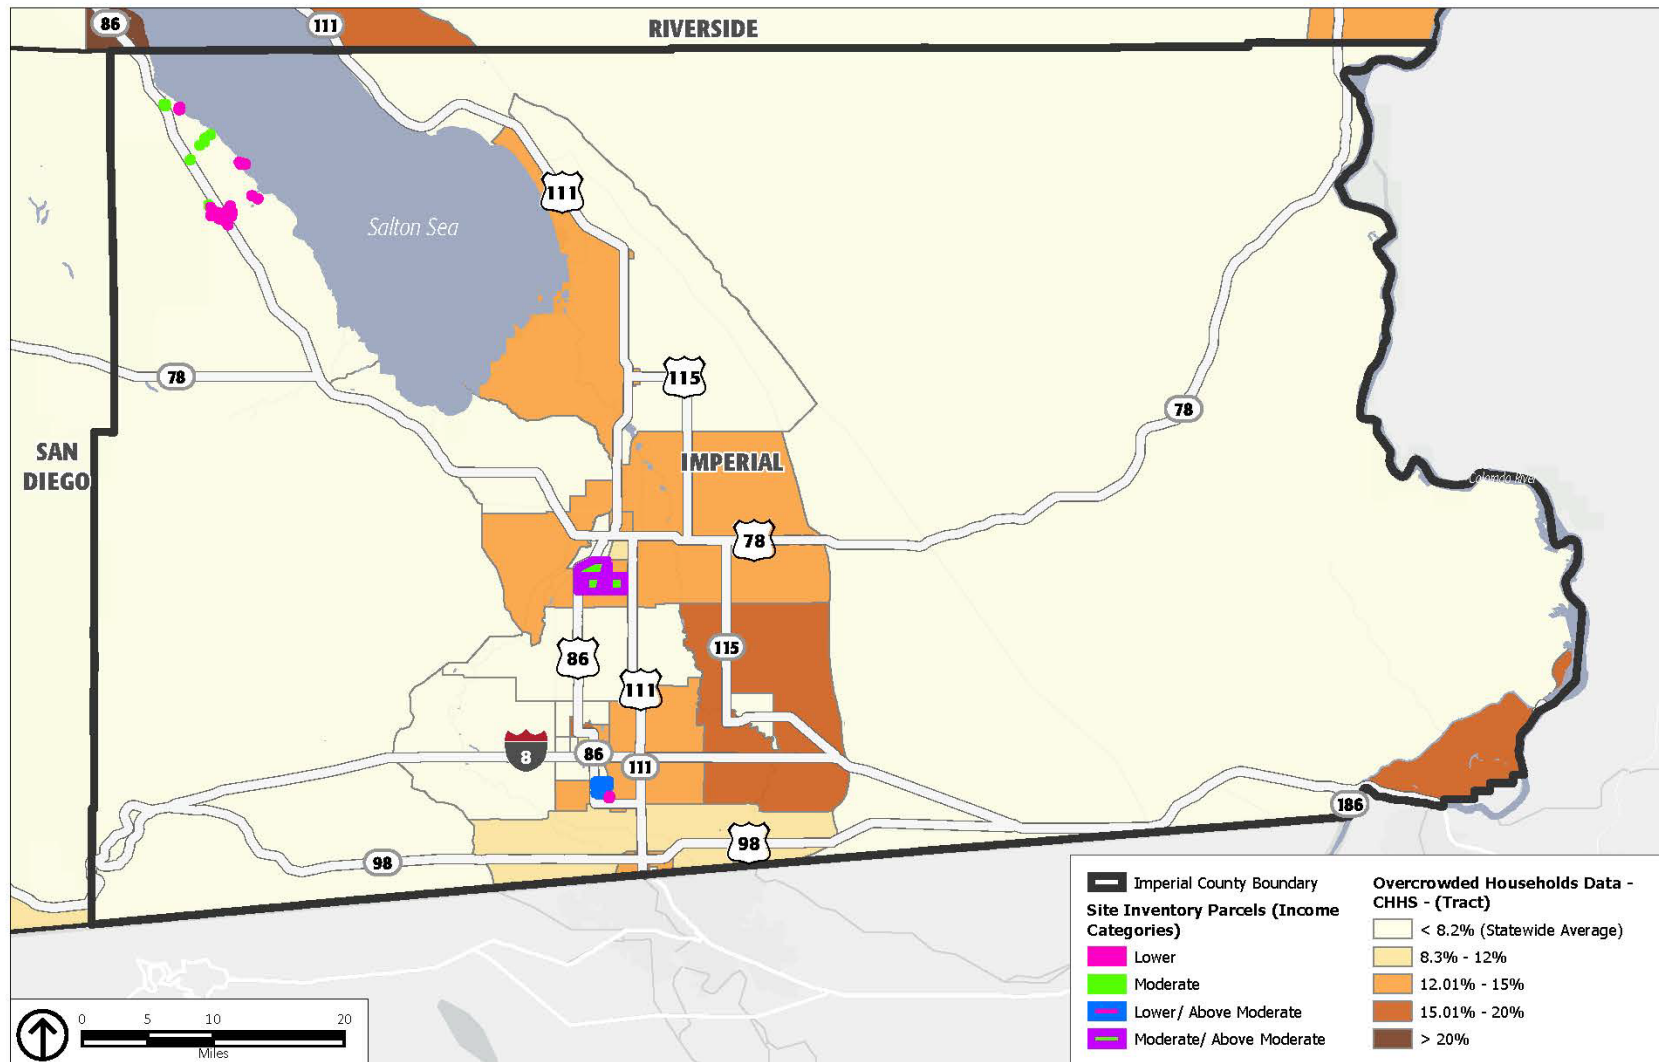 86
111
RIVERSIDE
111
Salton Sea
115
78
78
SAN
DIEGO
IMPERIAL
Colorado River
78
115
86
111
8
86
111
186
98
98
Imperial County Boundary
Site Inventory Parcels (Income
Categories)
Lower
Moderate
Lower/ Above Moderate
Moderate/ Above Moderate
Overcrowded Households Data -
CHHS - (Tract)
< 8.2% (Statewide Average)
8.3% - 12%
12.01% - 15%
15.01% - 20%
> 20%
0 5 10 20
Miles